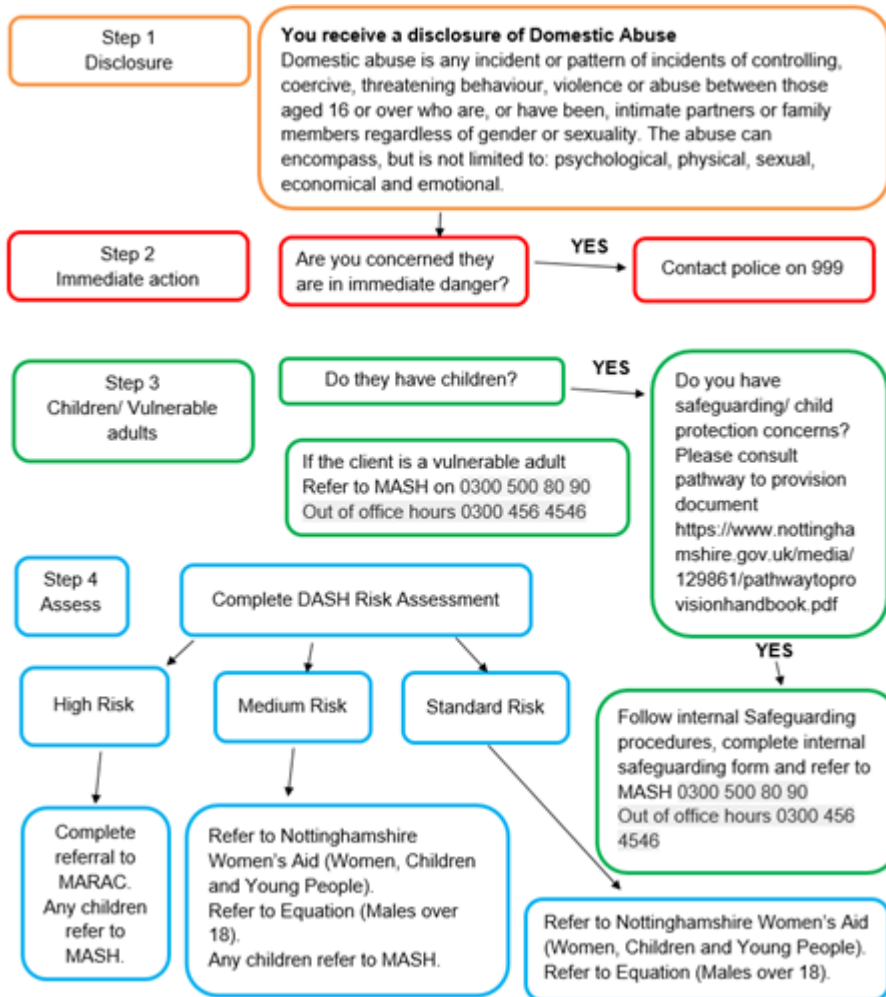 Step 1
Disclosure
You receive a disclosure of Domestic Abuse
Domestic abuse is any incident or pattern of incidents of controlling,
coercive, threatening behaviour, violence or abuse between those
aged 16 or over who are, or have been, intimate partners or family
members regardless of gender or sexuality. The abuse can
encompass, but is not limited to: psychological, physical, sexual,
economical and emotional.
Step 2
Immediate action
Are you concerned they
are in immediate danger?
YES
Contact police on 999
Step 3
Children/ Vulnerable
adults
Do they have children?
YES
Do you have
safeguarding/ child
protection concerns?
Please consult
pathway to provision
document
https://www.nottingha
mshire.gov.uk/media/
129861/pathwaytopro
visionhandbook.pdf
If the client is a vulnerable adult
Refer to MASH on 0300 500 80 90
Out of office hours 0300 456 4546
YES
Follow internal Safeguarding
procedures, complete internal
safeguarding form and refer to
MASH 0300 500 80 90
Out of office hours 0300 456
4546
Step 4
Assess
Complete DASH Risk Assessment
High Risk
Medium Risk
Standard Risk
Complete
referral to
MARAC.
Any children
refer to
MASH.
Refer to Nottinghamshire
Women's Aid (Women, Children
and Young People).
Refer to Equation (Males over
18).
Any children refer to MASH.
Refer to Nottinghamshire Women's Aid
(Women, Children and Young People).
Refer to Equation (Males over 18).